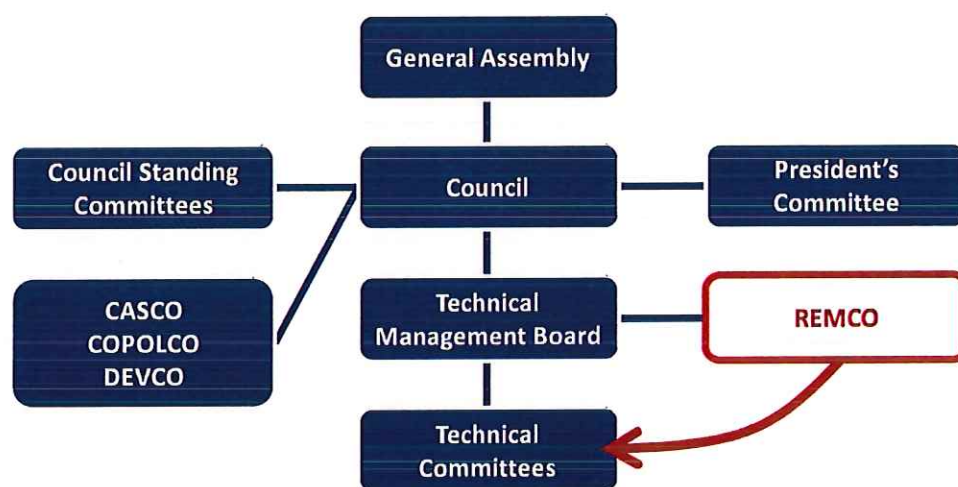 General Assembly
Council Standing
Committees
Council
President's
Committee
CASCO
COPOLCO
DEVCO
Technical
Management Board
REMCO
Technical
Committees